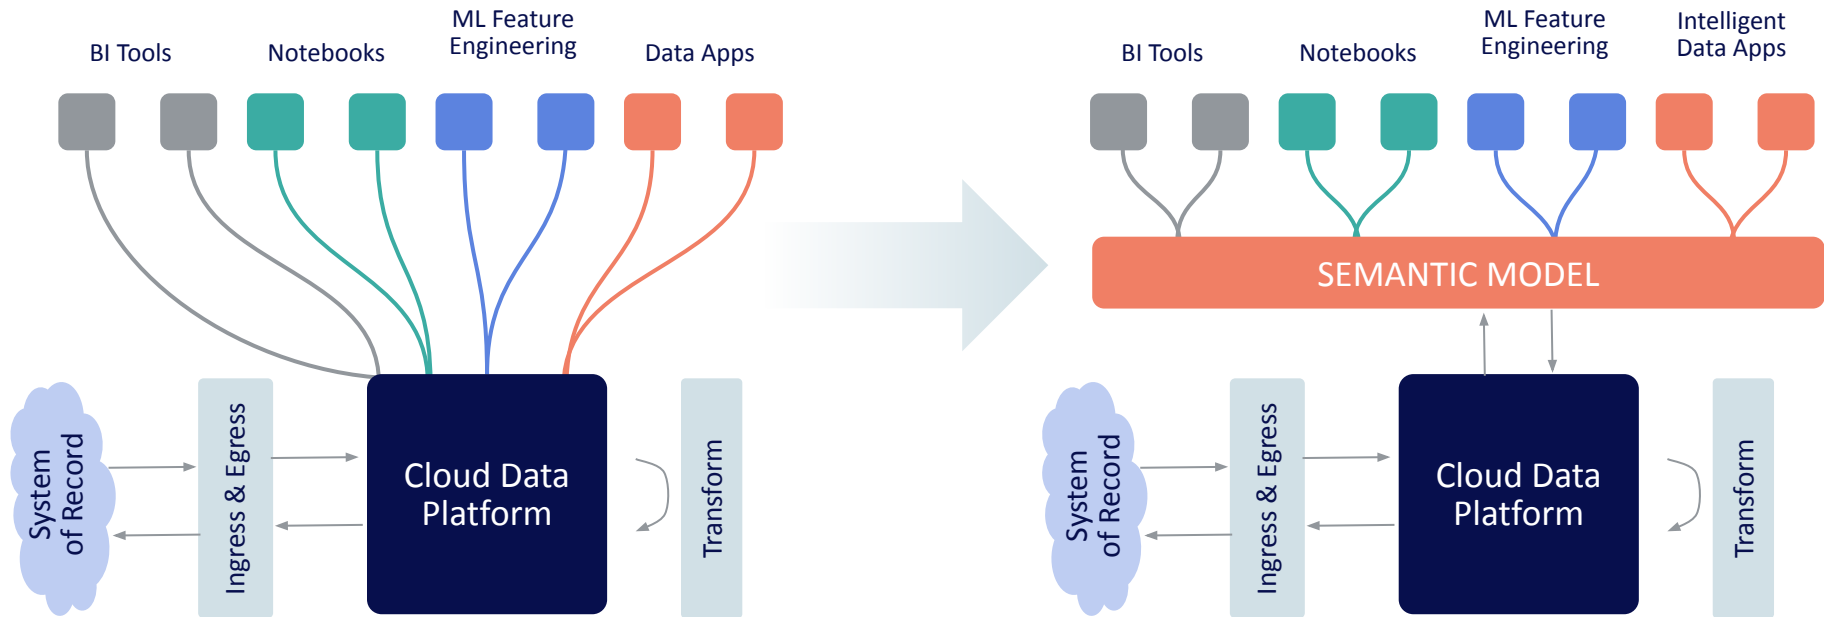 BI Tools
Notebooks
ML Feature
Engineering
Data Apps
System
of Record
Ingress & Egress
Cloud Data
Platform
Transform
BI Tools
Notebooks
ML Feature
Engineering
Intelligent
Data Apps
SEMANTIC MODEL
System
of Record
Ingress & Egress
Cloud Data
Platform
Transform